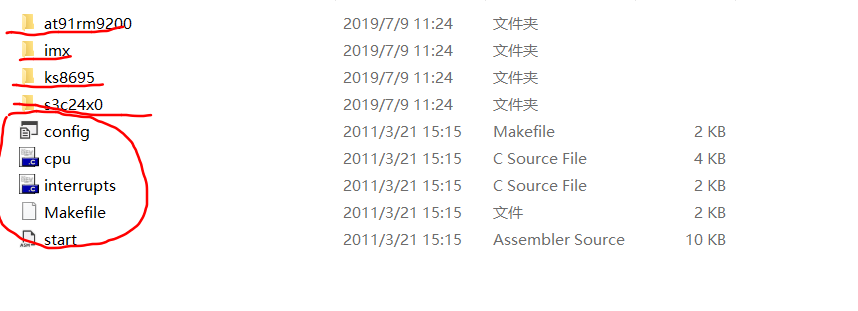 at91rm9200 2019/7/9 11:24 文件夹
imx 2019/7/9 11:24 文件夹
ks8695 2019/7/9 11:24 文件夹
s3c24x0 2019/7/9 11:24 文件夹
config 2011/3/21 15:15 Makefile 2 KB
cpu 2011/3/21 15:15 C Source File 4 KB
interrupts 2011/3/21 15:15 C Source File 2 KB
Makefile 2011/3/21 15:15 文件 2 KB
start 2011/3/21 15:15 Assembler Source 10 KB